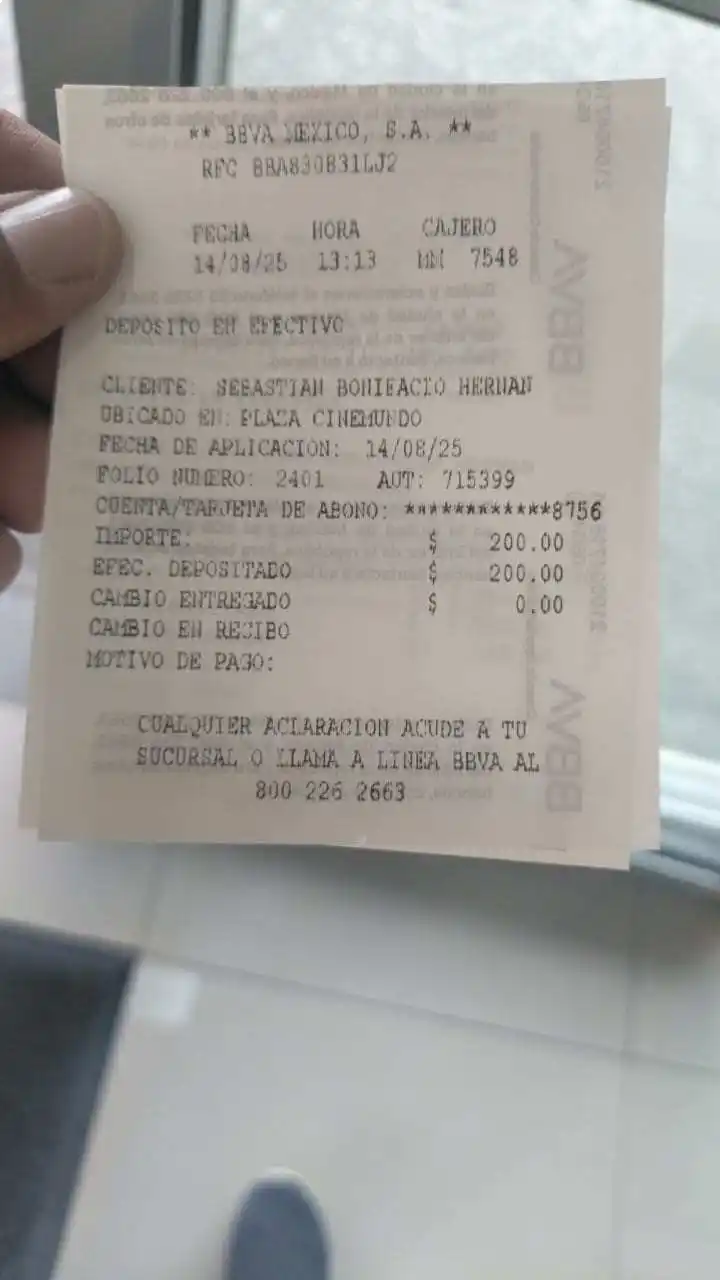 ** BBVA MEXICO, S.A. **
RFC BBA830831LJ2
FECHA HORA CAJERO
14/08/25 13:13 MN 7548
DEPOSITO EN EFECTIVO
CLIENTE: SEBASTIAN BONIFACIO HERNAN
UBICADO EN: PLAZA CINEMUNDO
FECHA DE APLICACION: 14/08/25
FOLIO NUMERO: 2401 AUT: 715399
CUENTA/TARJETA DE ABONO: ************8756
IMPORTE: $ 200.00
EFEC. DEPOSITADO $ 200.00
CAMBIO ENTREGADO $ 0.00
CAMBIO EN RECIBO
MOTIVO DE PAGO:
CUALQUIER ACLARACION ACUDE A TU
SUCURSAL O LLAMA A LINEA BBVA AL
800 226 2663
BBVA
BBVA